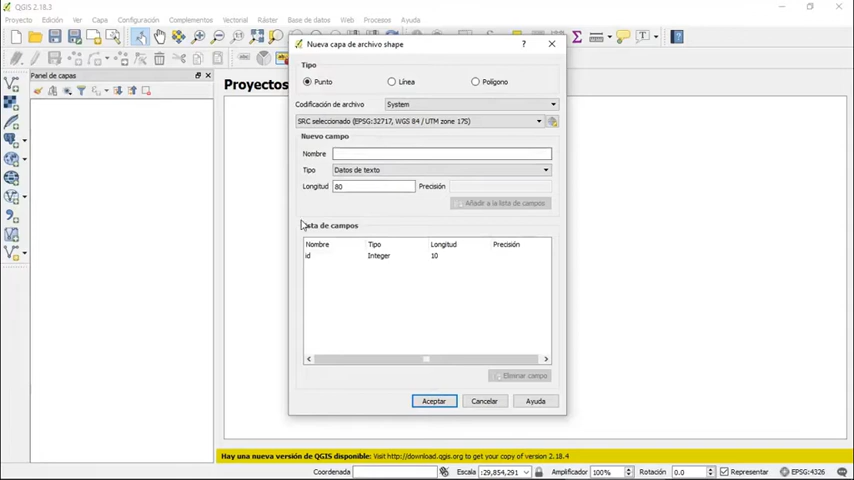 QGIS 2.18.3
Proyecto Edición Ver Capa Configuración Complementos Vectorial Ráster Base de datos Web Procesos Ayuda
Panel de capas
Proyectos
Nueva capa de archivo shape
Tipo
Punto Línea Polígono
Codificación de archivo System
SRC seleccionado (EPSG:32717, WGS 84 / UTM zone 17S)
Nuevo campo
Nombre
Tipo Datos de texto
Longitud 80 Precisión
Añadir a la lista de campos
sta de campos
Nombre Tipo Longitud Precisión
id Integer 10
Eliminar campo
Aceptar Cancelar Ayuda
Hay una nueva versión de QGIS disponible: Visit http://download.qgis.org to get your copy of version 2.18.4
Coordenada Escala :29,854,291 Amplificador 100% Rotación 0.0 Representar EPSG:4326